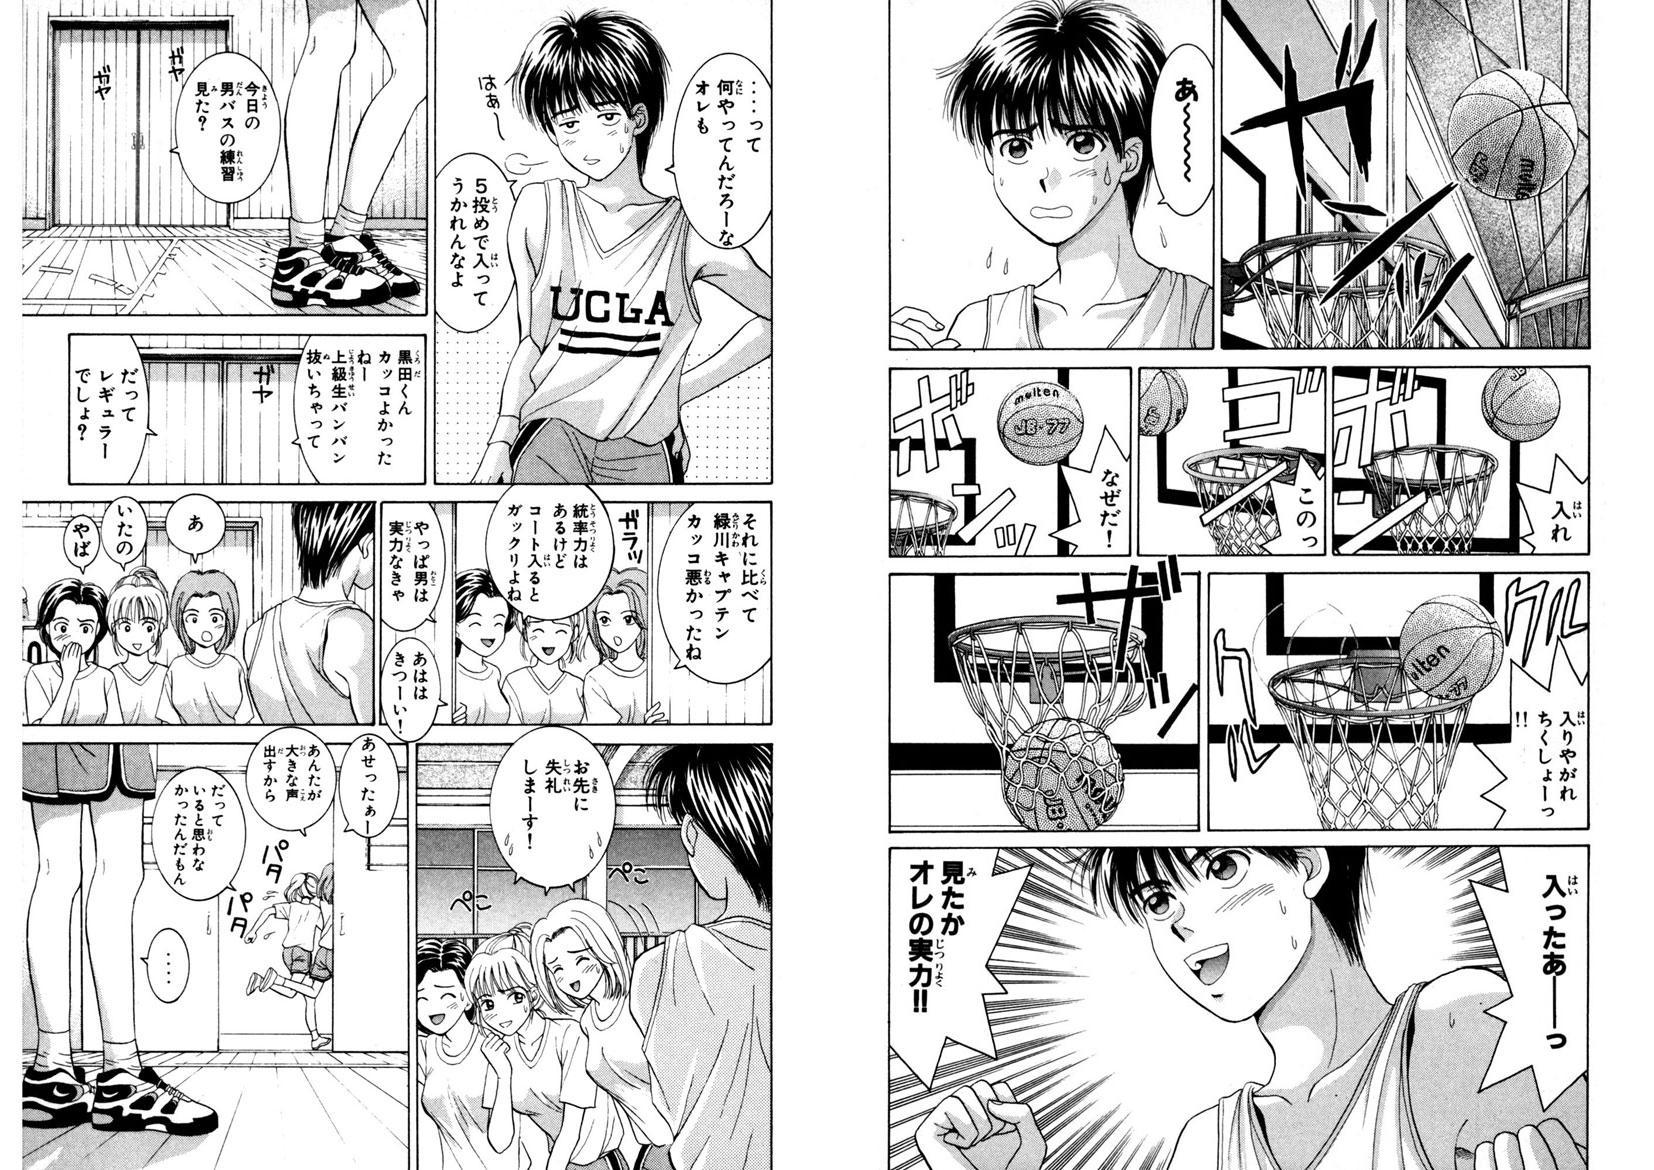 ガッ
molten
あ〜〜〜〜〜
入れ
ボッ
このっ
ゴン
なぜだ！
ボンッ
molten
JB・77
クルル
クルル
入りやがれ
ちくしょーっ
!!
molten
入ったあーーっ
見たか
オレの実力!!
‥‥って
何やってんだろーな
オレも
はあ〜
5投めで入って
うかれんなよ
UCLA
ガヤ
ガヤ
今日の
男バスの練習
見た？
黒田くん
カッコよかった
ねー
上級生バンバン
抜いちゃって
ガヤ
だって
レギュラー
でしょ？
それに比べて
緑川キャプテン
カッコ悪かったね
ガラッ
統率力は
あるけど
コート入ると
ガックリよね
やっぱ男は
実力なきゃ
あはは
きつーい！
あ
いたの
やば
お先に
失礼
しまーす！
ぺこ
ぺこ
あせったぁー
あんたが
大きな声
出すから
だって
いると思わな
かったんだもん
パタ
パタ
‥‥